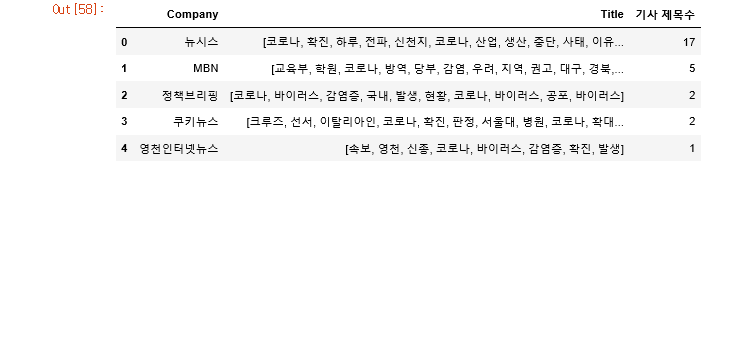 Out [58]:
Company Title 기사 제목수
0 뉴시스 [코로나, 확진, 하루, 전파, 신천지, 코로나, 산업, 생산, 중단, 사태, 이유... 17
1 MBN [교육부, 학원, 코로나, 방역, 당부, 감염, 우려, 지역, 권고, 대구, 경북,... 5
2 정책브리핑 [코로나, 바이러스, 감염증, 국내, 발생, 현황, 코로나, 바이러스, 공포, 바이러스] 2
3 쿠키뉴스 [크루즈, 선서, 이탈리아인, 코로나, 확진, 판정, 서울대, 병원, 코로나, 확대... 2
4 영천인터넷뉴스 [속보, 영천, 신종, 코로나, 바이러스, 감염증, 확진, 발생] 1